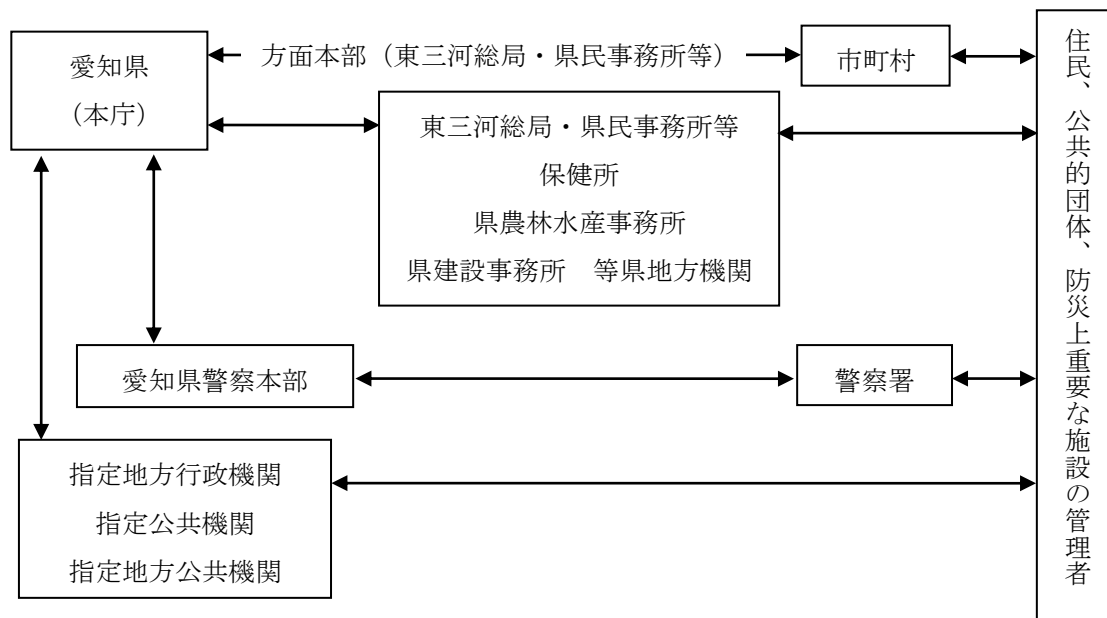 愛知県
（本庁）
方面本部（東三河総局・県民事務所等）
市町村
東三河総局・県民事務所等
保健所
県農林水産事務所
県建設事務所　等県地方機関
愛知県警察本部
警察署
指定地方行政機関
指定公共機関
指定地方公共機関
住民、公共的団体、防災上重要な施設の管理者